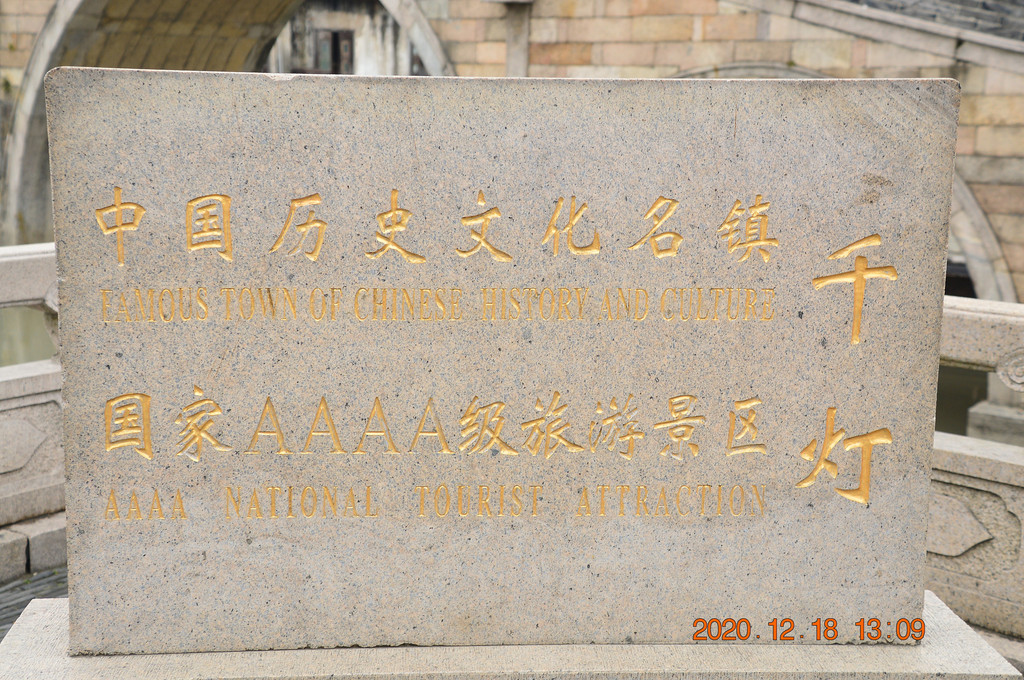 中国历史文化名镇
FAMOUS TOWN OF CHINESE HISTORY AND CULTURE
国家AAAA级旅游景区
AAAA NATIONAL TOURIST ATTRACTION
千灯
2020.12.18 13:09